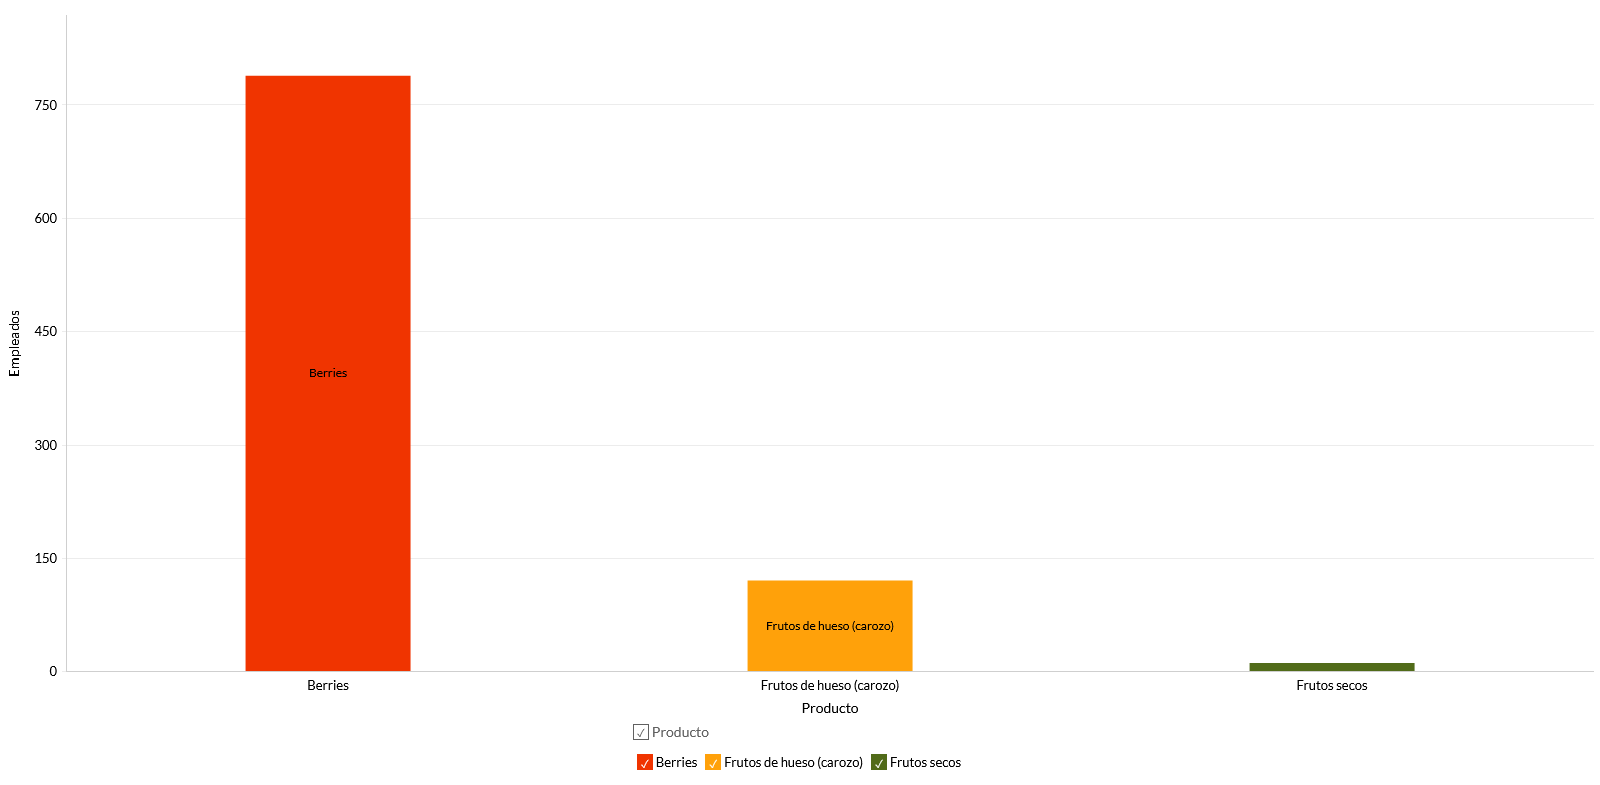 750
600
450
300
150
0
Empleados
Berries
Frutos de hueso (carozo)
Berries
Frutos de hueso (carozo)
Frutos secos
Producto
Producto
Berries
Frutos de hueso (carozo)
Frutos secos